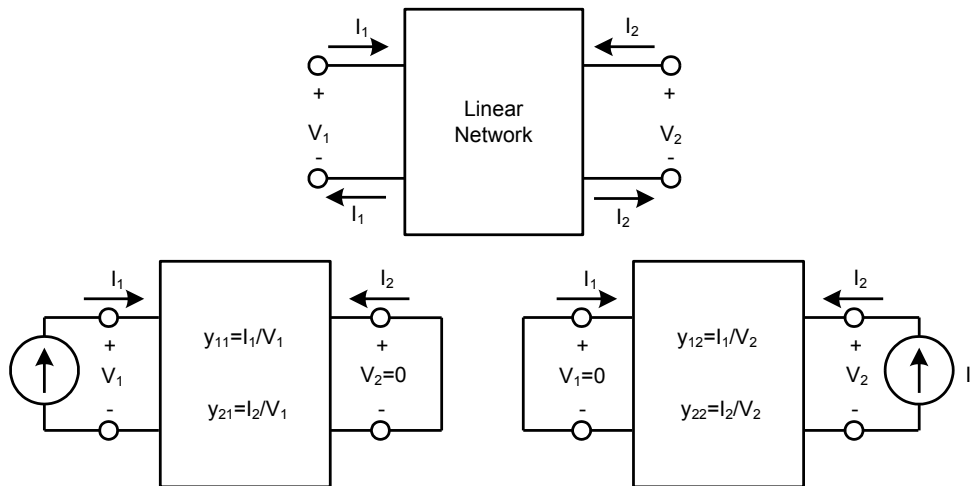 I₁
I₂
+
+
Linear
Network
V₁
V₂
-
-
I₁
I₂
I₁
I₂
I₁
I₂
+
+
+
+
y₁₁=I₁/V₁
y₁₂=I₁/V₂
V₁
V₂=0
V₁=0
V₂
I
y₂₁=I₂/V₁
y₂₂=I₂/V₂
-
-
-
-